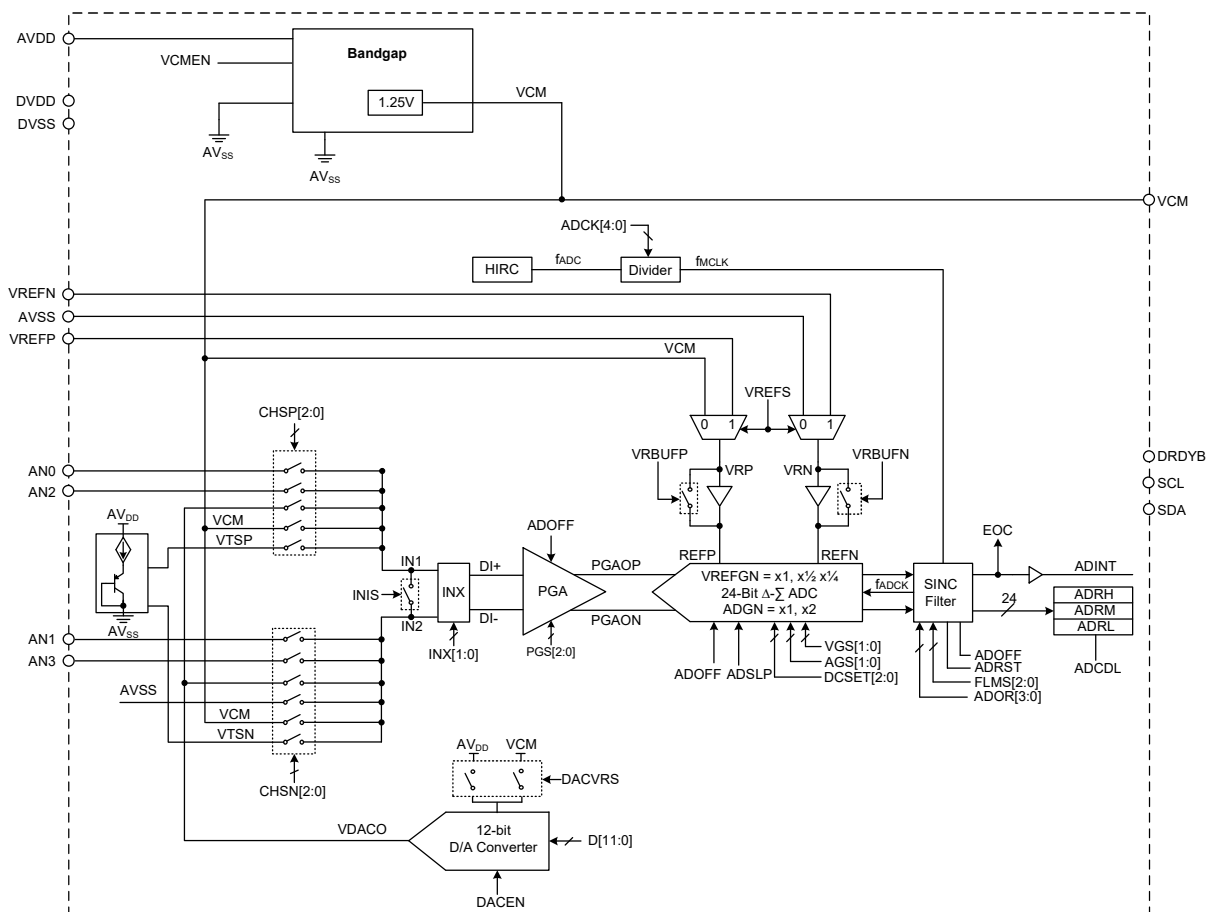 AVDD
Bandgap
VCMEN
1.25V
VCM
DVDD
DVSS
AVSS
AVSS
VCM
ADCK[4:0]
HIRC
fADC
Divider
fMCLK
VREFN
AVSS
VREFP
VCM
VREFS
0 1
0 1
CHSP[2:0]
VRBUFP
VRP
VRN
VRBUFN
DRDYB
SCL
SDA
AN0
AN2
AVDD
VCM
VTSP
ADOFF
REFP
REFN
EOC
IN1
INIS
IN2
INX
DI+
DI-
PGA
PGAOP
PGAON
VREFGN = x1, x½ x¼
24-Bit Δ-∑ ADC
ADGN = x1, x2
fADCK
SINC
Filter
ADINT
24
ADRH
ADRM
ADRL
ADCDL
AVSS
AN1
AN3
INX[1:0]
PGS[2:0]
ADOFF
ADSLP
VGS[1:0]
AGS[1:0]
DCSET[2:0]
ADOFF
ADRST
FLMS[2:0]
ADOR[3:0]
AVSS
VCM
VTSN
CHSN[2:0]
AVDD
VCM
DACVRS
VDACO
12-bit
D/A Converter
D[11:0]
DACEN